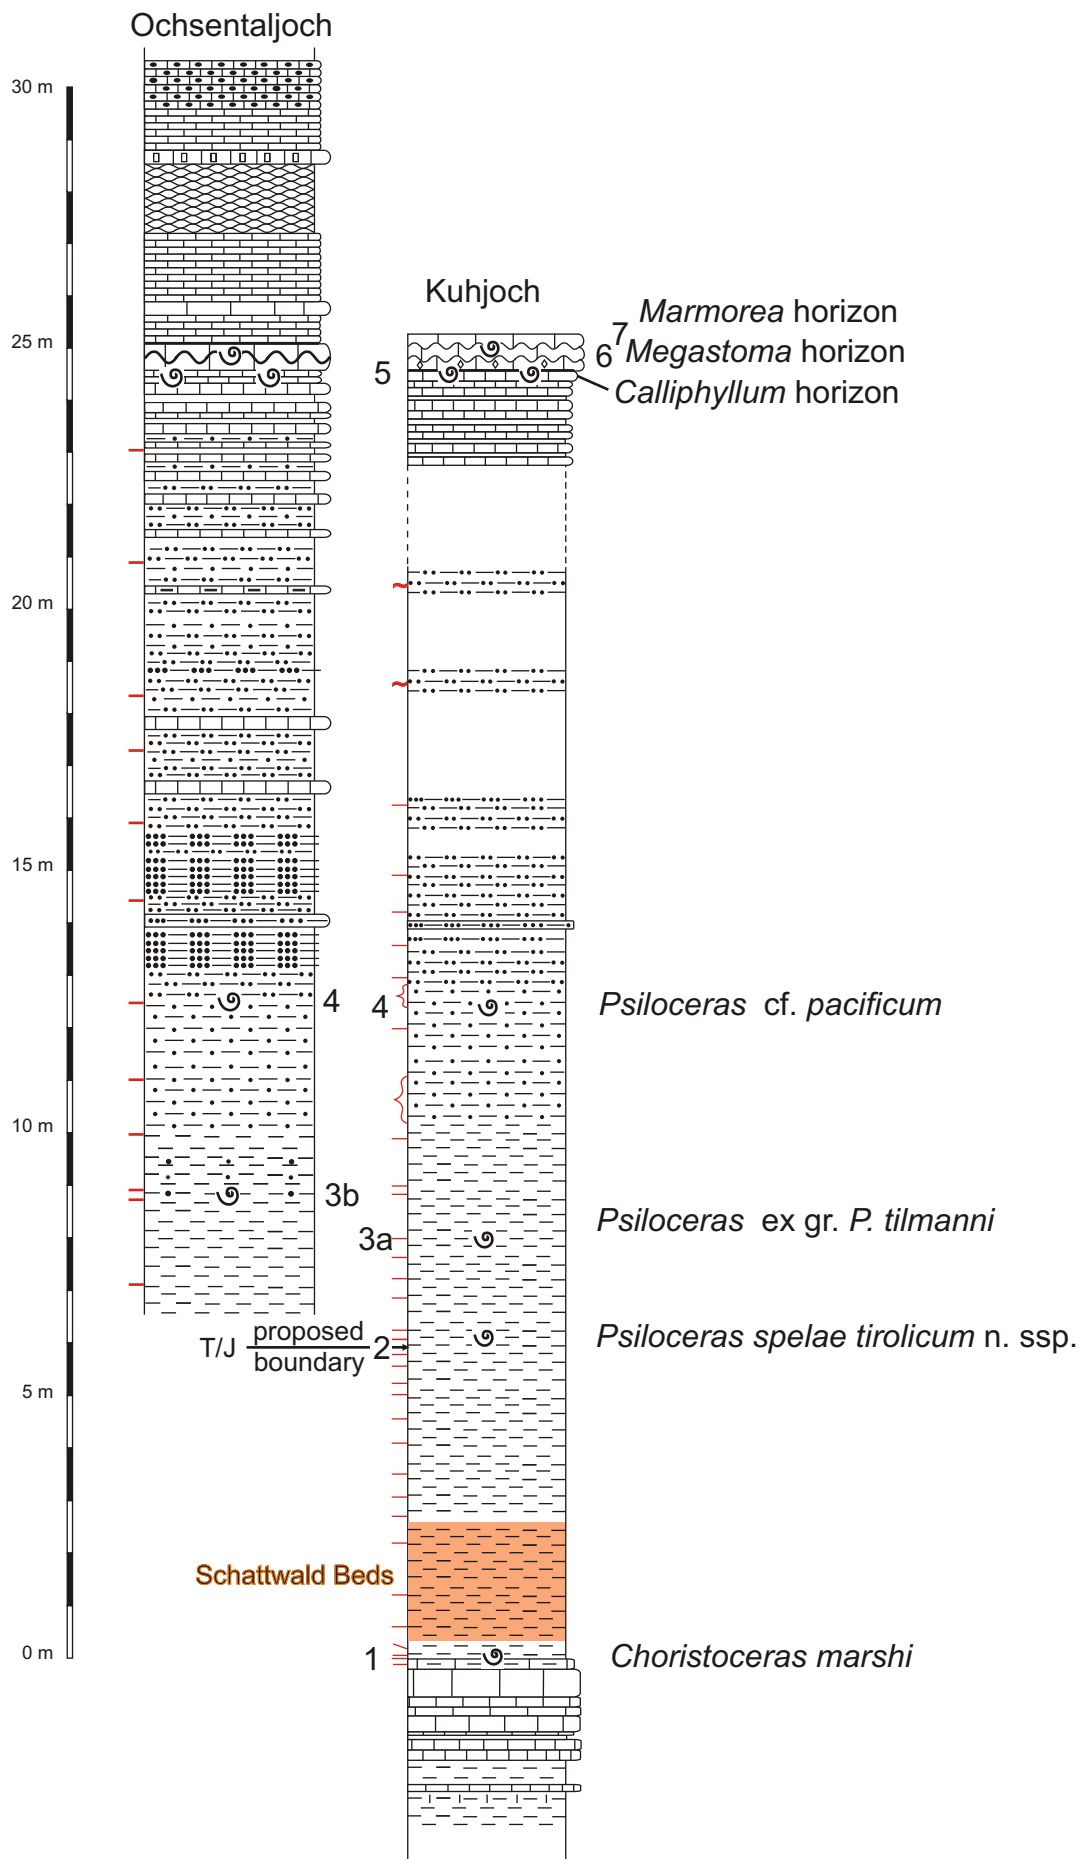 Ochsentaljoch
30 m
Kuhjoch
Marmorea horizon
7
25 m
6 Megastoma horizon
5
Calliphyllum horizon
20 m
15 m
4
4
Psiloceras cf. pacificum
10 m
3b
Psiloceras ex gr. P. tilmanni
3a
T/J proposed boundary 2
Psiloceras spelae tirolicum n. ssp.
5 m
Schattwald Beds
0 m
1
Choristoceras marshi